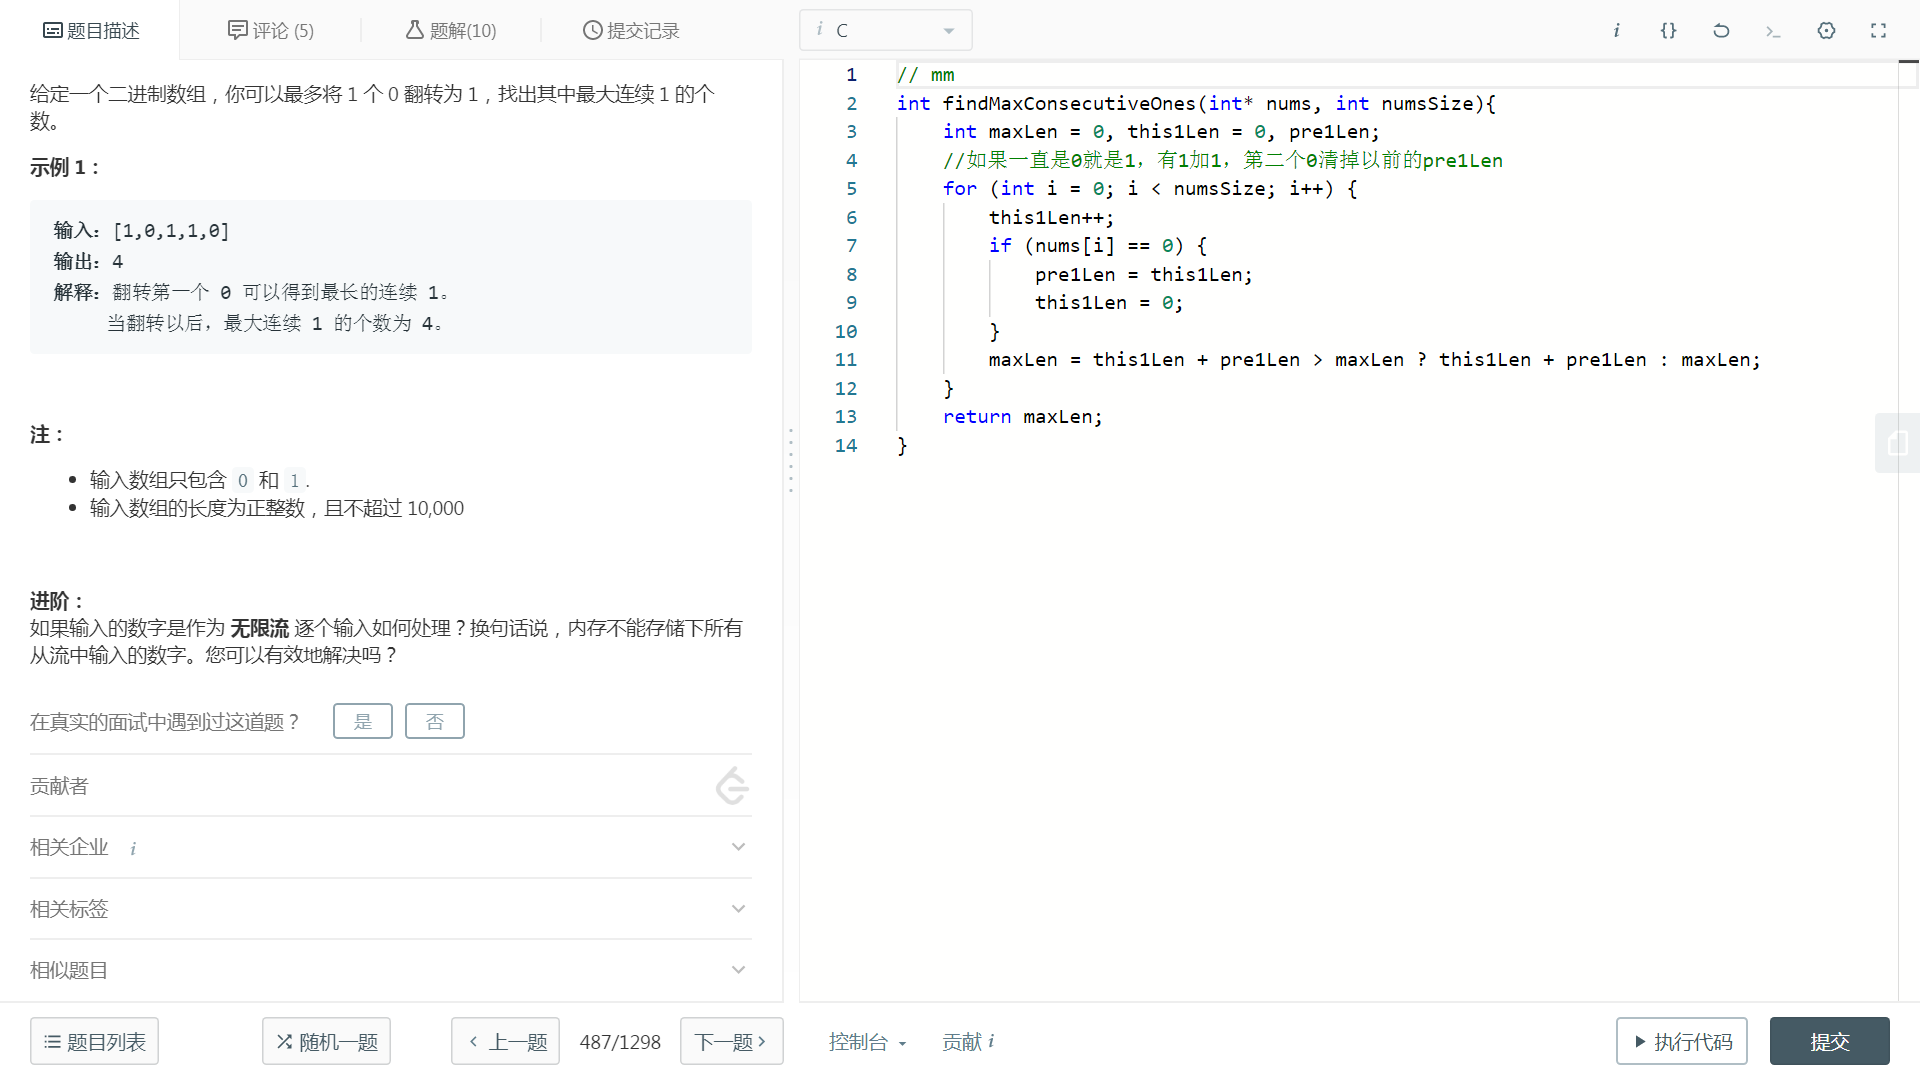 题目描述
评论 (5)
题解(10)
提交记录
给定一个二进制数组，你可以最多将 1 个 0 翻转为 1，找出其中最大连续 1 的个
数。
示例 1：
输入：[1,0,1,1,0]
输出：4
解释：翻转第一个 0 可以得到最长的连续 1。
当翻转以后，最大连续 1 的个数为 4。
注：
输入数组只包含 0 和 1 .
输入数组的长度为正整数，且不超过 10,000
进阶：
如果输入的数字是作为 无限流 逐个输入如何处理？换句话说，内存不能存储下所有
从流中输入的数字。您可以有效地解决吗？
在真实的面试中遇到过这道题？ 是 否
贡献者
相关企业 i
相关标签
相似题目
题目列表
随机一题
上一题
487/1298
下一题
i C
i {}
1 // mm
2 int findMaxConsecutiveOnes(int* nums, int numsSize){
3 int maxLen = 0, this1Len = 0, pre1Len;
4 //如果一直是0就是1，有1加1，第二个0清掉以前的pre1Len
5 for (int i = 0; i < numsSize; i++) {
6 this1Len++;
7 if (nums[i] == 0) {
8 pre1Len = this1Len;
9 this1Len = 0;
10 }
11 maxLen = this1Len + pre1Len > maxLen ? this1Len + pre1Len : maxLen;
12 }
13 return maxLen;
14 }
控制台
贡献 i
执行代码
提交